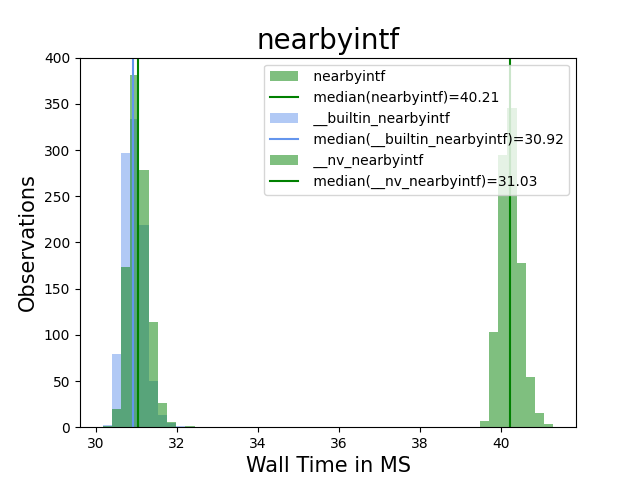 nearbyintf
400
350
300
250
200
150
100
50
0
Observations
nearbyintf
median(nearbyintf)=40.21
__builtin_nearbyintf
median(__builtin_nearbyintf)=30.92
__nv_nearbyintf
median(__nv_nearbyintf)=31.03
30 32 34 36 38 40
Wall Time in MS